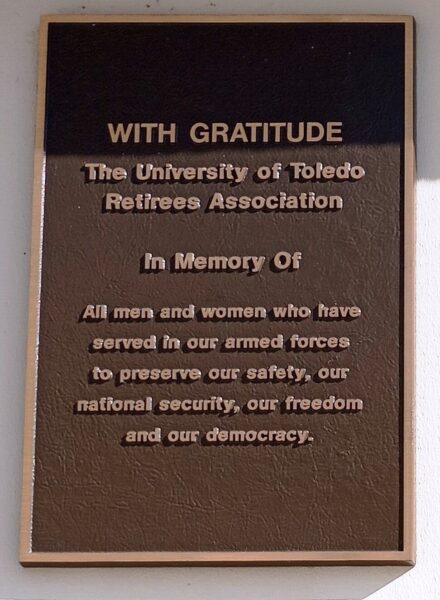 WITH GRATITUDE
The University of Toledo
Retirees Association
In Memory Of
All men and women who have
served in our armed forces
to preserve our safety, our
national security, our freedom
and our democracy.